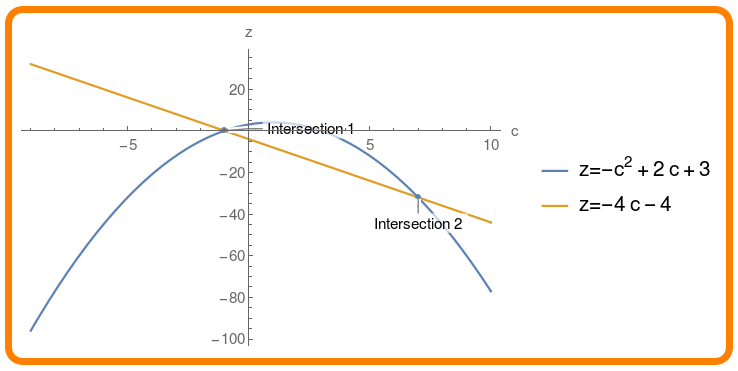 z
20
Intersection 1
−5
5
10
c
−20
−40
Intersection 2
−60
−80
−100
z=−c² + 2 c + 3
z=−4 c − 4